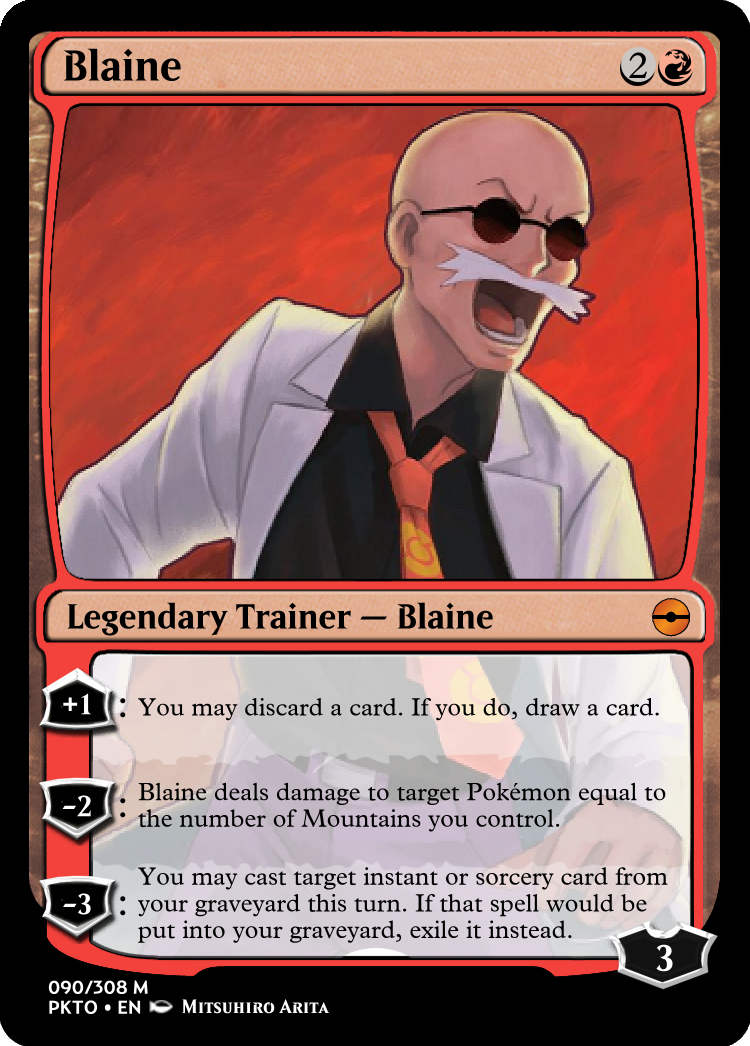 Blaine 2
Legendary Trainer — Blaine
+1: You may discard a card. If you do, draw a card.
-2: Blaine deals damage to target Pokémon equal to
the number of Mountains you control.
-3: You may cast target instant or sorcery card from
your graveyard this turn. If that spell would be
put into your graveyard, exile it instead.
3
090/308 M
PKTO • EN Mitsuhiro Arita